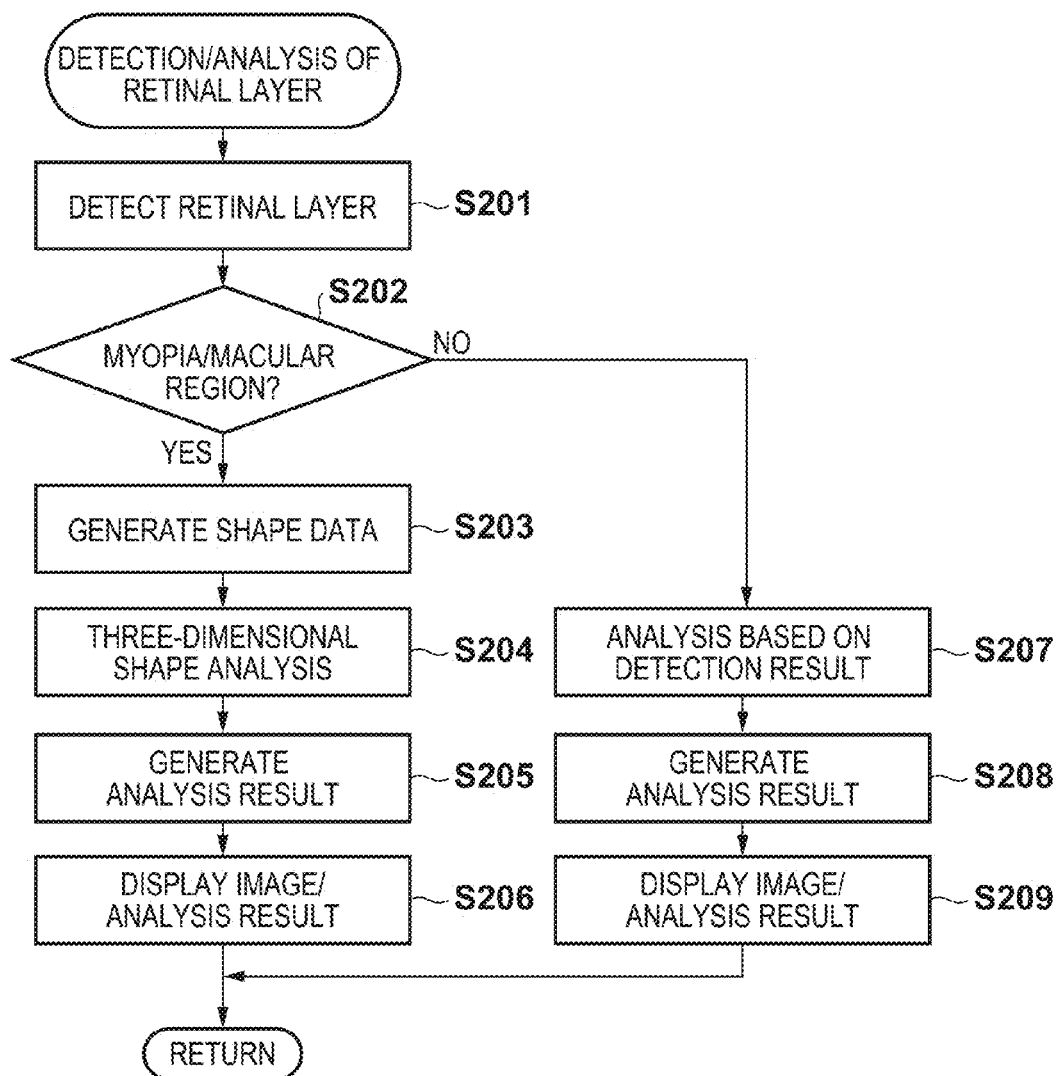 DETECTION/ANALYSIS OF
RETINAL LAYER
DETECT RETINAL LAYER
S201
S202
MYOPIA/MACULAR
REGION?
NO
YES
GENERATE SHAPE DATA
S203
THREE-DIMENSIONAL
SHAPE ANALYSIS
S204
ANALYSIS BASED ON
DETECTION RESULT
S207
GENERATE
ANALYSIS RESULT
S205
GENERATE
ANALYSIS RESULT
S208
DISPLAY IMAGE/
ANALYSIS RESULT
S206
DISPLAY IMAGE/
ANALYSIS RESULT
S209
RETURN